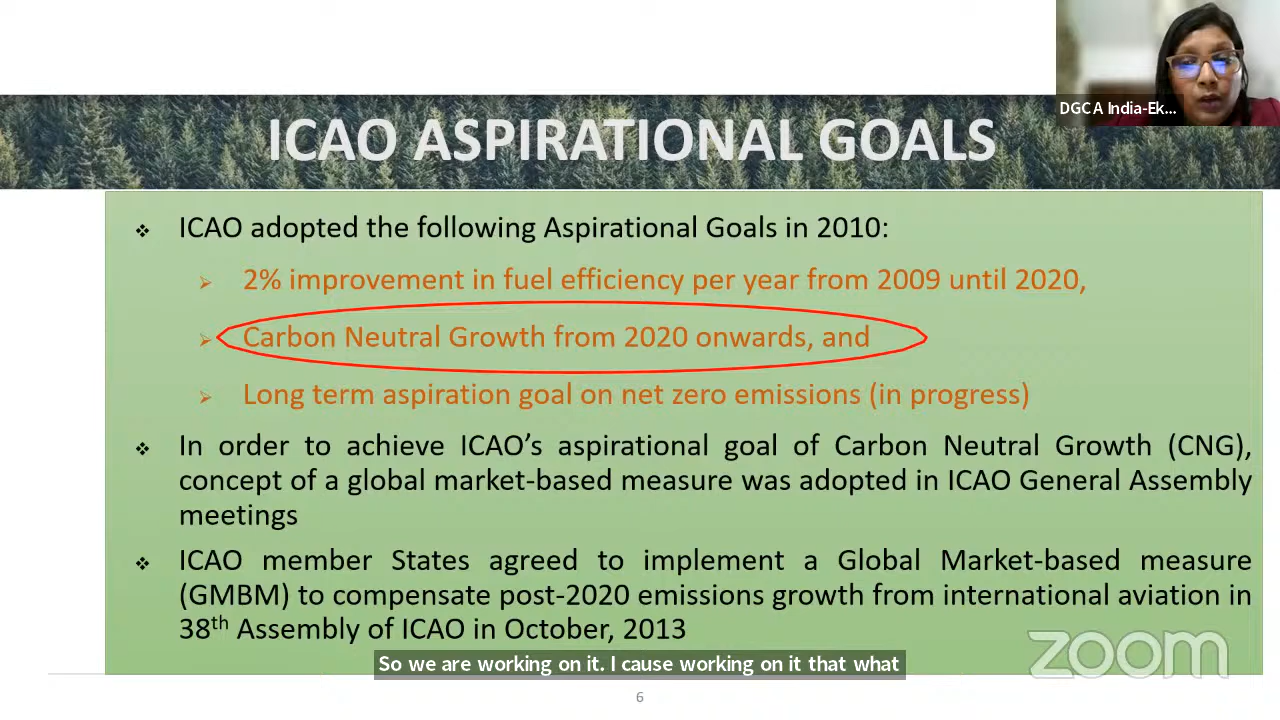 DGCA India-Ek...
ICAO ASPIRATIONAL GOALS
ICAO adopted the following Aspirational Goals in 2010:
2% improvement in fuel efficiency per year from 2009 until 2020,
Carbon Neutral Growth from 2020 onwards, and
Long term aspiration goal on net zero emissions (in progress)
In order to achieve ICAO’s aspirational goal of Carbon Neutral Growth (CNG),
concept of a global market-based measure was adopted in ICAO General Assembly
meetings
ICAO member States agreed to implement a Global Market-based measure
(GMBM) to compensate post-2020 emissions growth from international aviation in
38th Assembly of ICAO in October, 2013
zoom
So we are working on it. I cause working on it that what
6